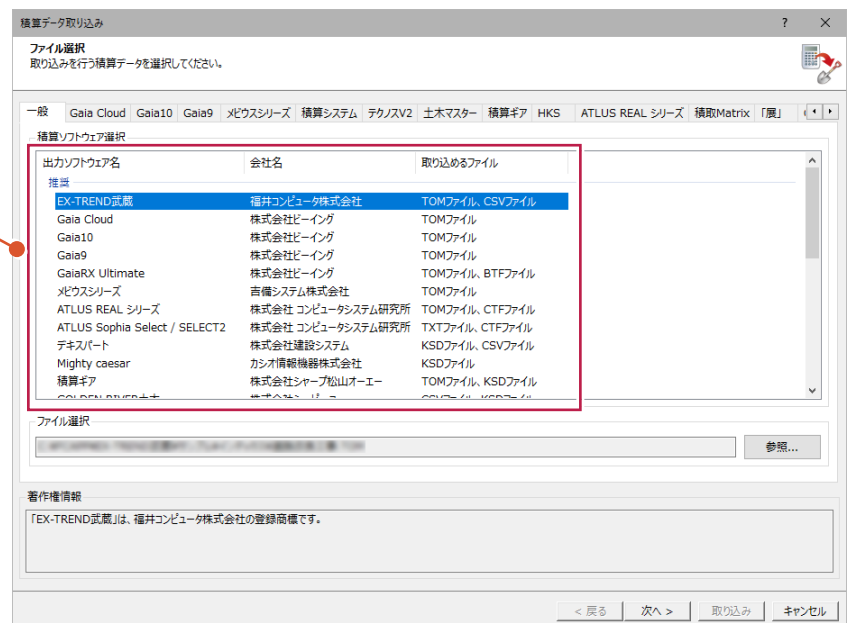 積算データ取り込み ? ×
ファイル選択
取り込みを行う積算データを選択してください。
一般 Gaia Cloud Gaia10 Gaia9 メビウスシリーズ 積算システム テクノスV2 土木マスター 積算ギア HKS ATLUS REAL シリーズ 積取Matrix 「展」
積算ソフトウェア選択
出力ソフトウェア名 会社名 取り込めるファイル
推奨
EX-TREND武蔵 福井コンピュータ株式会社 TOMファイル、CSVファイル
Gaia Cloud 株式会社ビーイング TOMファイル
Gaia10 株式会社ビーイング TOMファイル
Gaia9 株式会社ビーイング TOMファイル
GaiaRX Ultimate 株式会社ビーイング TOMファイル、BTFファイル
メビウスシリーズ 吉備システム株式会社 TOMファイル
ATLUS REAL シリーズ 株式会社 コンピュータシステム研究所 TOMファイル、CTFファイル
ATLUS Sophia Select / SELECT2 株式会社 コンピュータシステム研究所 TXTファイル、CTFファイル
デキスパート 株式会社建設システム KSDファイル、CSVファイル
Mighty caesar カシオ情報機器株式会社 KSDファイル
積算ギア 株式会社シャープ松山オーエー TOMファイル、KSDファイル
ファイル選択
参照...
著作権情報
「EX-TREND武蔵」は、福井コンピュータ株式会社の登録商標です。
< 戻る 次へ > 取り込み キャンセル